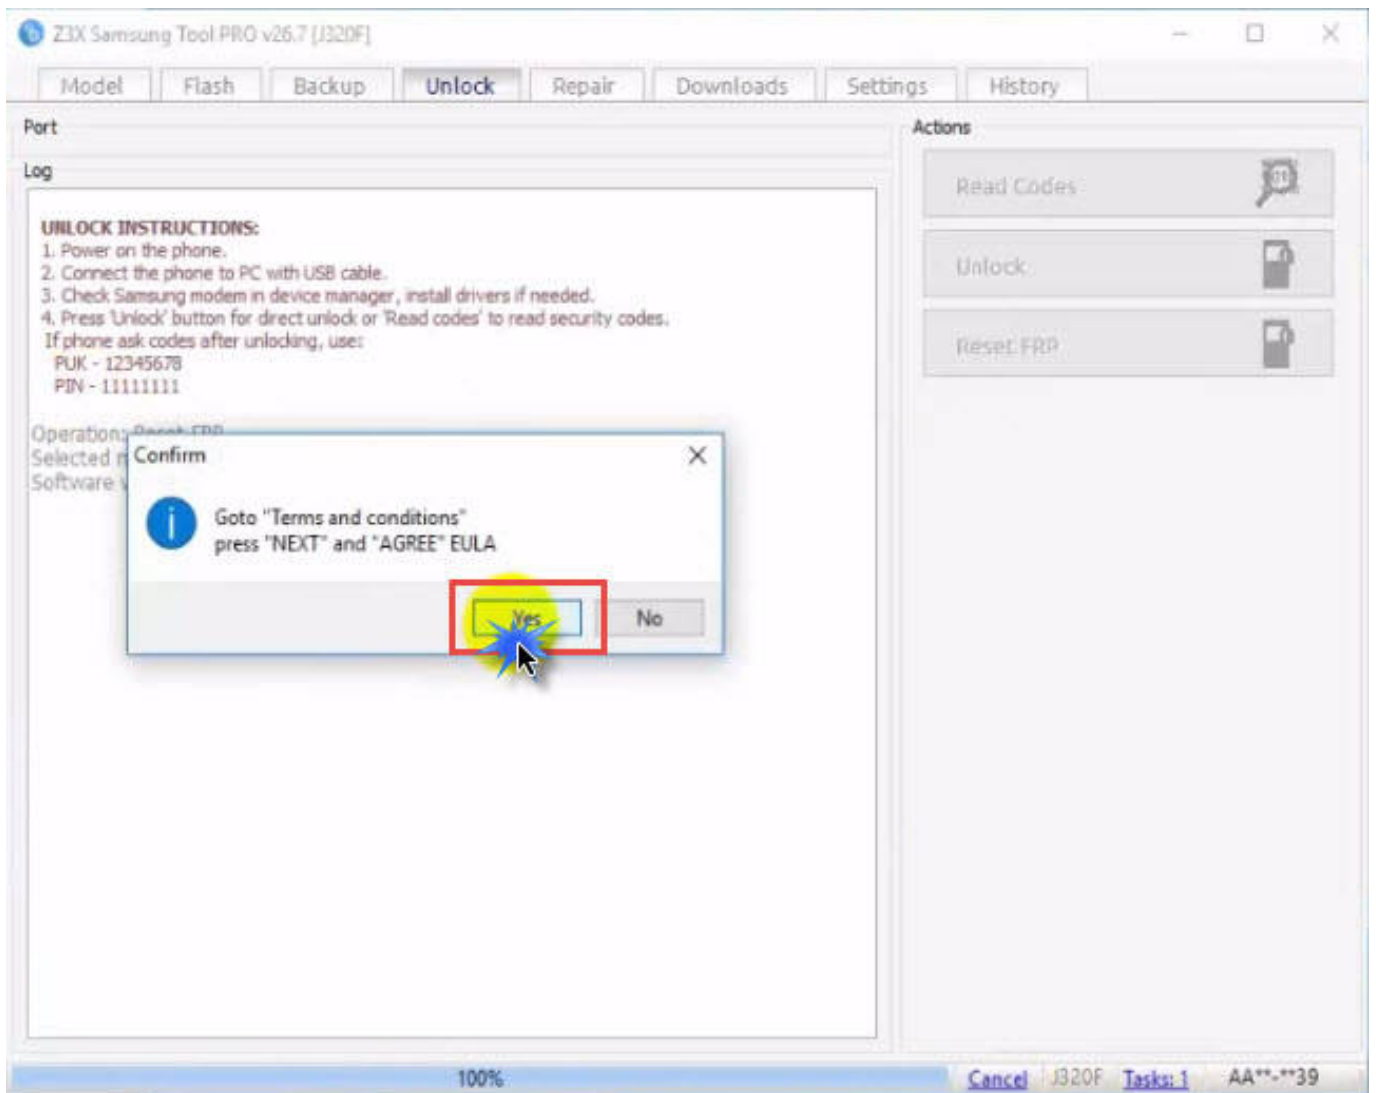 Z3X Samsung Tool PRO v26.7 [J320F]
Model Flash Backup Unlock Repair Downloads Settings History
Port
Actions
Log
Read Codes
UNLOCK INSTRUCTIONS:
1. Power on the phone.
2. Connect the phone to PC with USB cable.
3. Check Samsung modem in device manager, install drivers if needed.
4. Press 'Unlock' button for direct unlock or 'Read codes' to read security codes.
If phone ask codes after unlocking, use:
PUK - 12345678
PIN - 11111111
Unlock
Reset FRP
Operation: Reset FRP
Selected
Software
Confirm
Goto "Terms and conditions"
press "NEXT" and "AGREE" EULA
Yes No
100% Cancel J320F Tasks: 1 AA**-**39